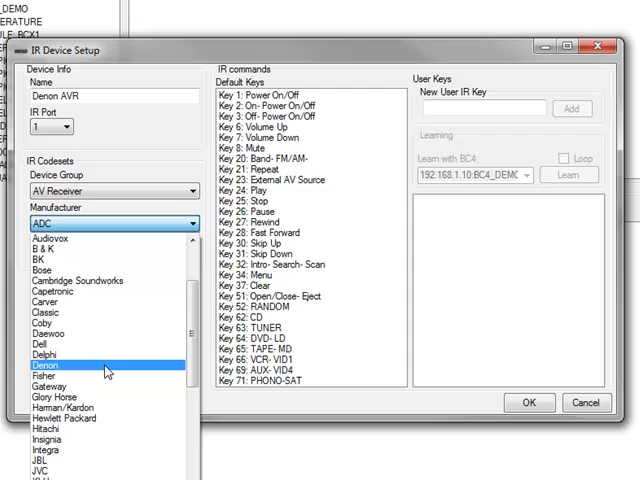 _DEMO
ERATURE
ULE: BCX1
IR Device Setup
Device Info
Name
Denon AVR
IR Port
1
IR Codesets
Device Group
AV Receiver
Manufacturer
ADC
Audiovox
B & K
BK
Bose
Cambridge Soundworks
Capetronic
Carver
Classic
Coby
Daewoo
Dell
Delphi
Denon
Fisher
Gateway
Glory Horse
Harman/Kardon
Hewlett Packard
Hitachi
Insignia
Integra
JBL
JVC
IR commands
Default Keys
Key 1: Power On/Off
Key 2: On- Power On/Off
Key 3: Off- Power On/Off
Key 6: Volume Up
Key 7: Volume Down
Key 8: Mute
Key 20: Band- FM/AM-
Key 21: Repeat
Key 23: External AV Source
Key 24: Play
Key 25: Stop
Key 26: Pause
Key 27: Rewind
Key 28: Fast Forward
Key 30: Skip Up
Key 31: Skip Down
Key 32: Intro- Search- Scan
Key 34: Menu
Key 37: Clear
Key 51: Open/Close- Eject
Key 52: RANDOM
Key 62: CD
Key 63: TUNER
Key 64: DVD- LD
Key 65: TAPE- MD
Key 66: VCR- VID1
Key 69: AUX- VID4
Key 71: PHONO-SAT
User Keys
New User IR Key
Add
Learning
Learn with BC4:
Loop
192.168.1.10:BC4_DEMO
Learn
OK
Cancel